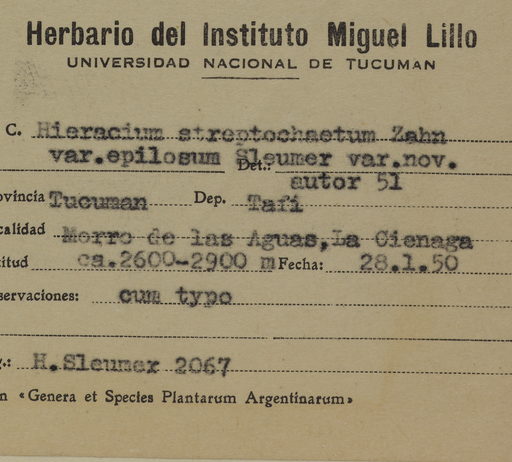 Herbario del Instituto Miguel Lillo
UNIVERSIDAD NACIONAL DE TUCUMAN
C. Hieracium streptochaetum Zahn
var.epilosum Sleumer var.nov.
Det.: autor 51
ovincia Tucuman Dep. Tafi
calidad Morro de las Aguas,La Cienaga
titud ca.2600-2900 m Fecha: 28.1.50
servaciones: cum typo
g.: H.Sleumer 2067
n «Genera et Species Plantarum Argentinarum»